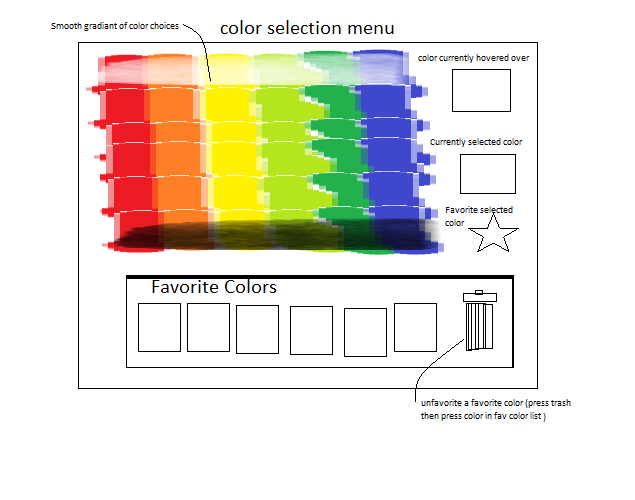 Smooth gradiant of color choices
color selection menu
color currently hovered over
Currently selected color
Favorite selected
color
Favorite Colors
unfavorite a favorite color (press trash
then press color in fav color list )